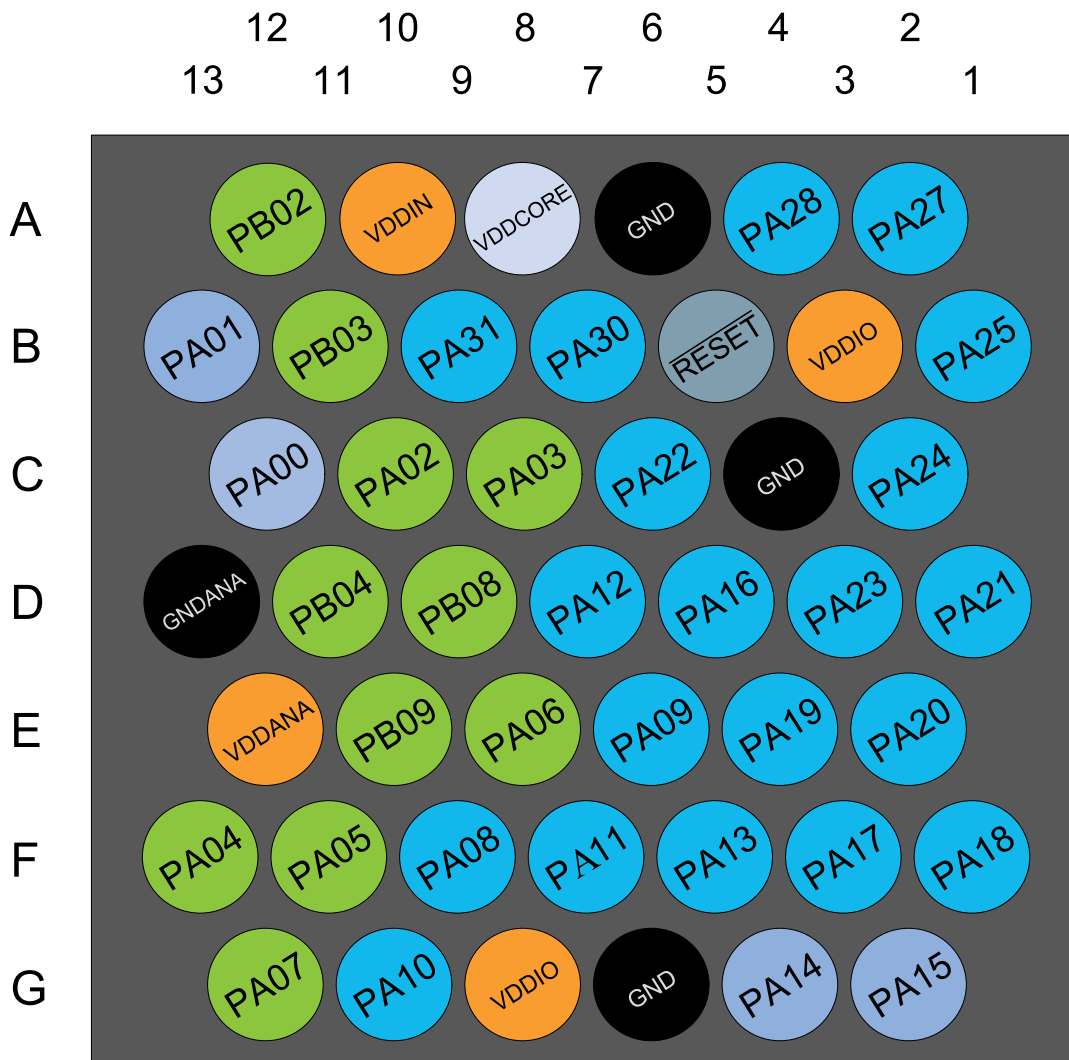 12 10 8 6 4 2
13 11 9 7 5 3 1
A PB02 VDDIN VDDCORE GND PA28 PA27
B PA01 PB03 PA31 PA30 RESET VDDIO PA25
C PA00 PA02 PA03 PA22 GND PA24
D GNDANA PB04 PB08 PA12 PA16 PA23 PA21
E VDDANA PB09 PA06 PA09 PA19 PA20
F PA04 PA05 PA08 PA11 PA13 PA17 PA18
G PA07 PA10 VDDIO GND PA14 PA15